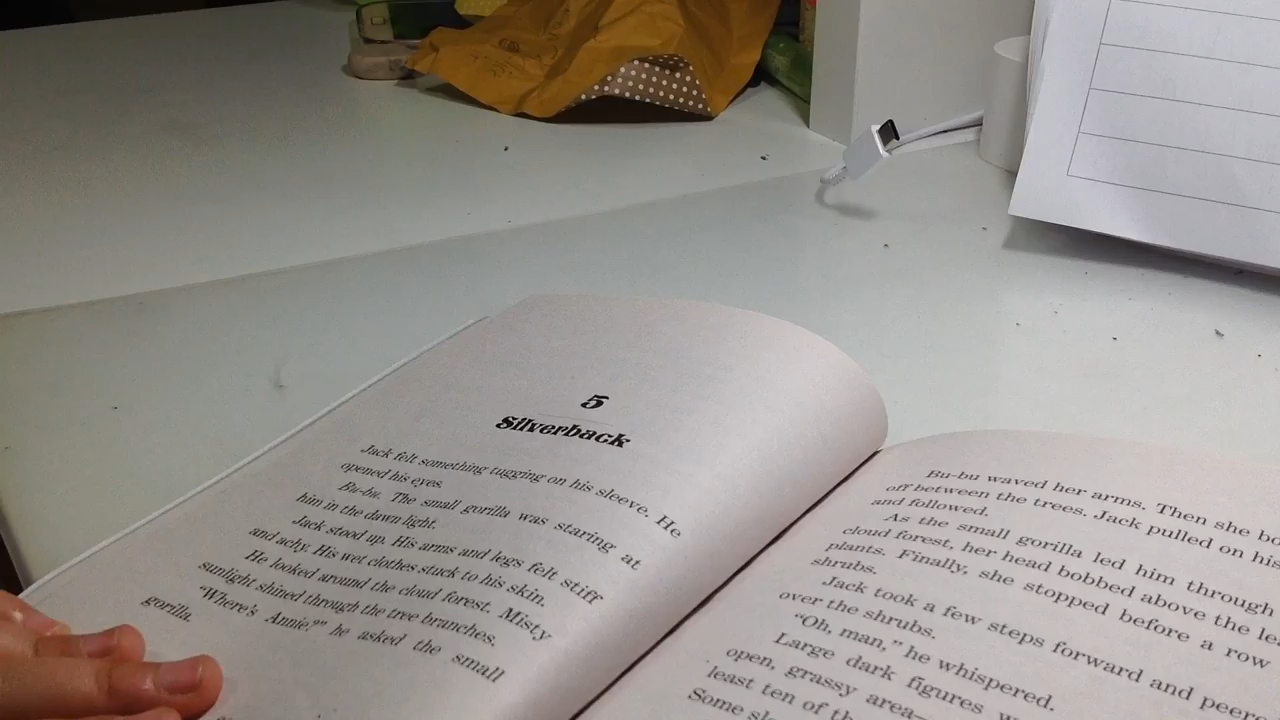 5
Silverback
Jack felt something tugging on his sleeve. He
opened his eyes.
Bu-bu. The small gorilla was staring at
him in the dawn light.
Jack stood up. His arms and legs felt stiff
and achy. His wet clothes stuck to his skin.
He looked around the cloud forest. Misty
sunlight shined through the tree branches.
"Where's Annie?" he asked the small
gorilla.
Bu-bu waved her arms. Then she bo
off between the trees. Jack pulled on his
and followed.
As the small gorilla led him through
cloud forest, her head bobbed above the le
plants. Finally, she stopped before a row
shrubs.
Jack took a few steps forward and peere
over the shrubs.
"Oh, man," he whispered.
Large dark figures w
open, grassy area—
least ten of th
Some sl